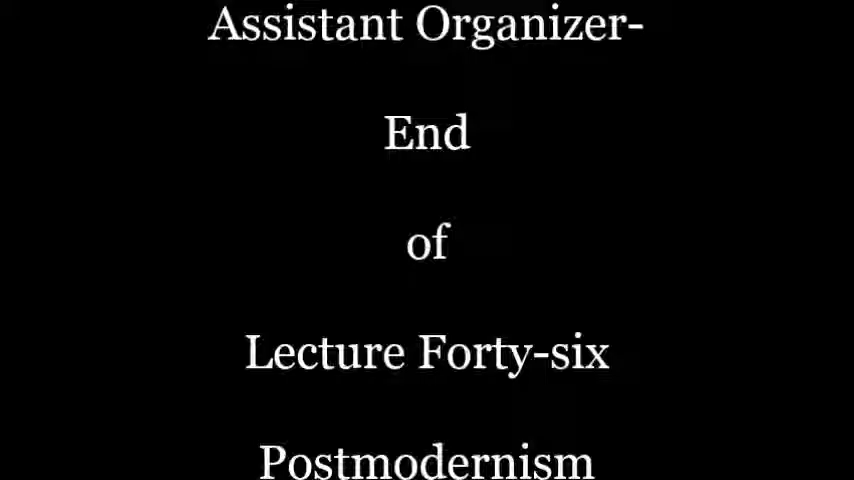 Assistant Organizer-
End
of
Lecture Forty-six
Postmodernism